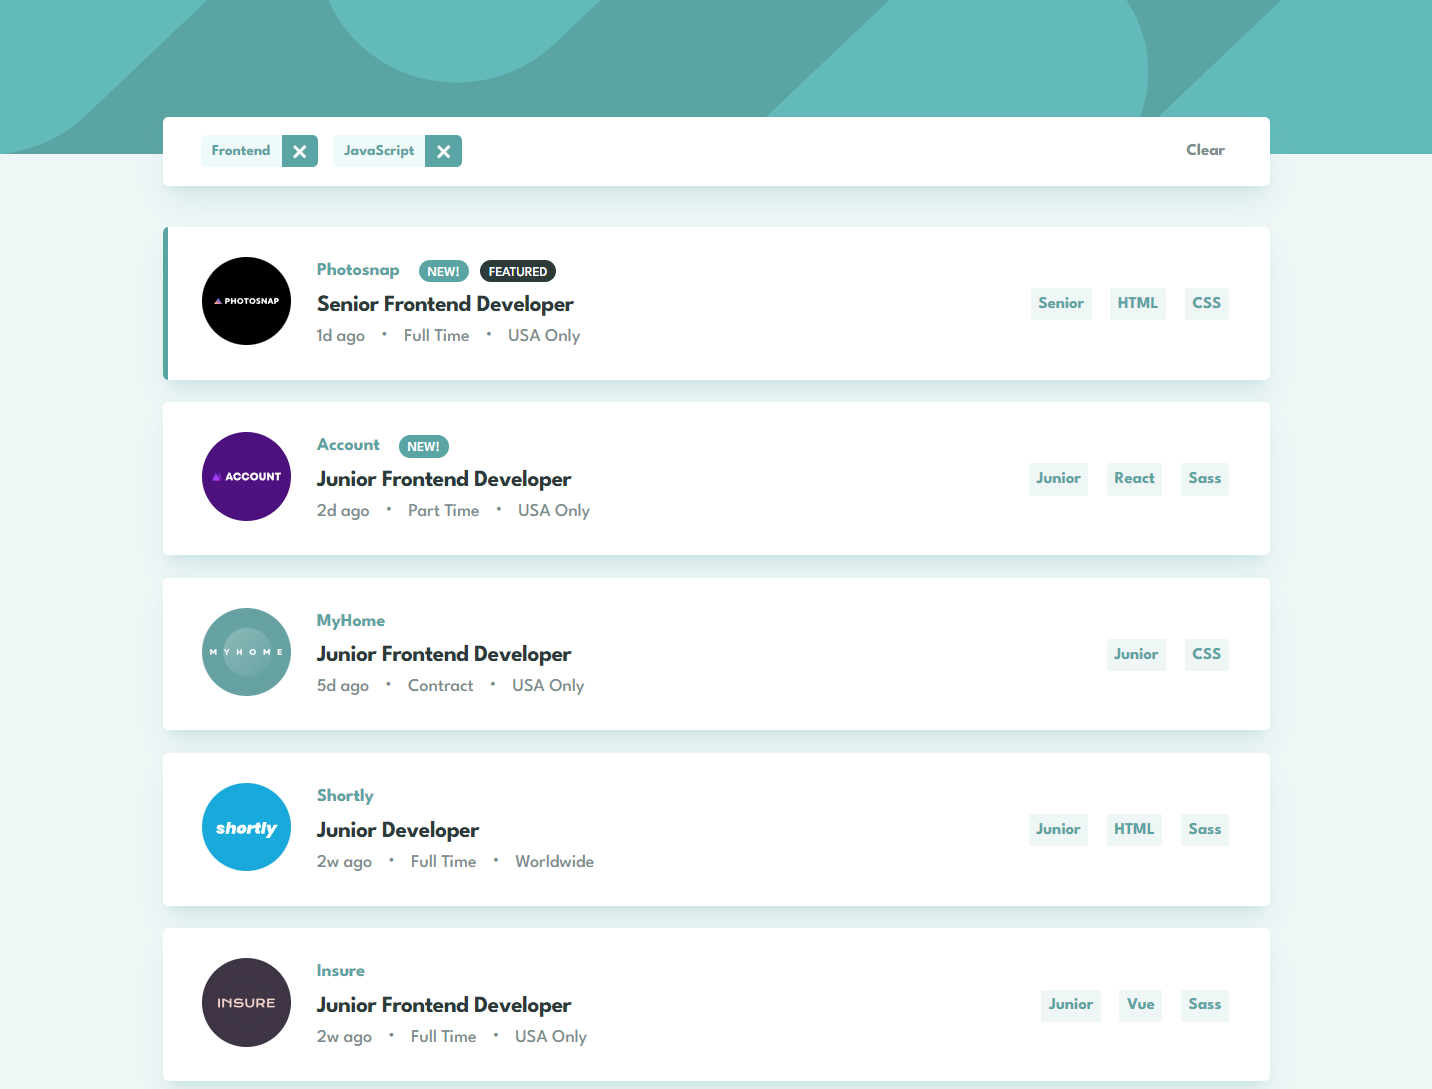 Frontend JavaScript Clear
PHOTOSNAP
Photosnap NEW! FEATURED
Senior Frontend Developer
1d ago • Full Time • USA Only
Senior HTML CSS
ACCOUNT
Account NEW!
Junior Frontend Developer
2d ago • Part Time • USA Only
Junior React Sass
MYHOME
MyHome
Junior Frontend Developer
5d ago • Contract • USA Only
Junior CSS
shortly
Shortly
Junior Developer
2w ago • Full Time • Worldwide
Junior HTML Sass
INSURE
Insure
Junior Frontend Developer
2w ago • Full Time • USA Only
Junior Vue Sass